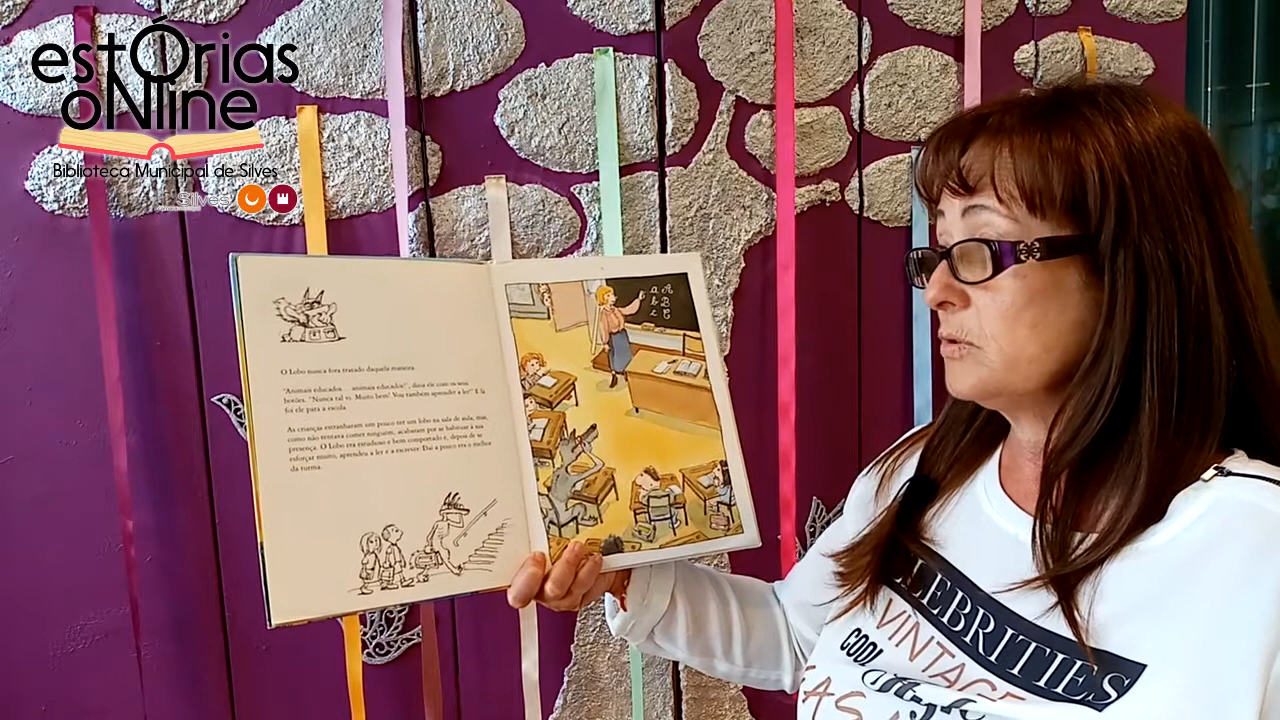 estÓrias
oNline
Biblioteca Municipal de Silves
Silves
O Lobo nunca fora tratado daquela maneira.
"Animais educados... animais educados!", dizia ele com os seus
botões. "Nunca tal vi. Muito bem! Vou também aprender a ler!" E lá
foi ele para a escola.
As crianças estranharam um pouco ter um lobo na sala de aula, mas,
como não tentava comer ninguém, acabaram por se habituar à sua
presença. O Lobo era estudioso e bem comportado e, depois de se
esforçar muito, aprendeu a ler e a escrever. Daí a pouco era o melhor
da turma.
a A
b B
c C
LEBRITIES
VINTAGE